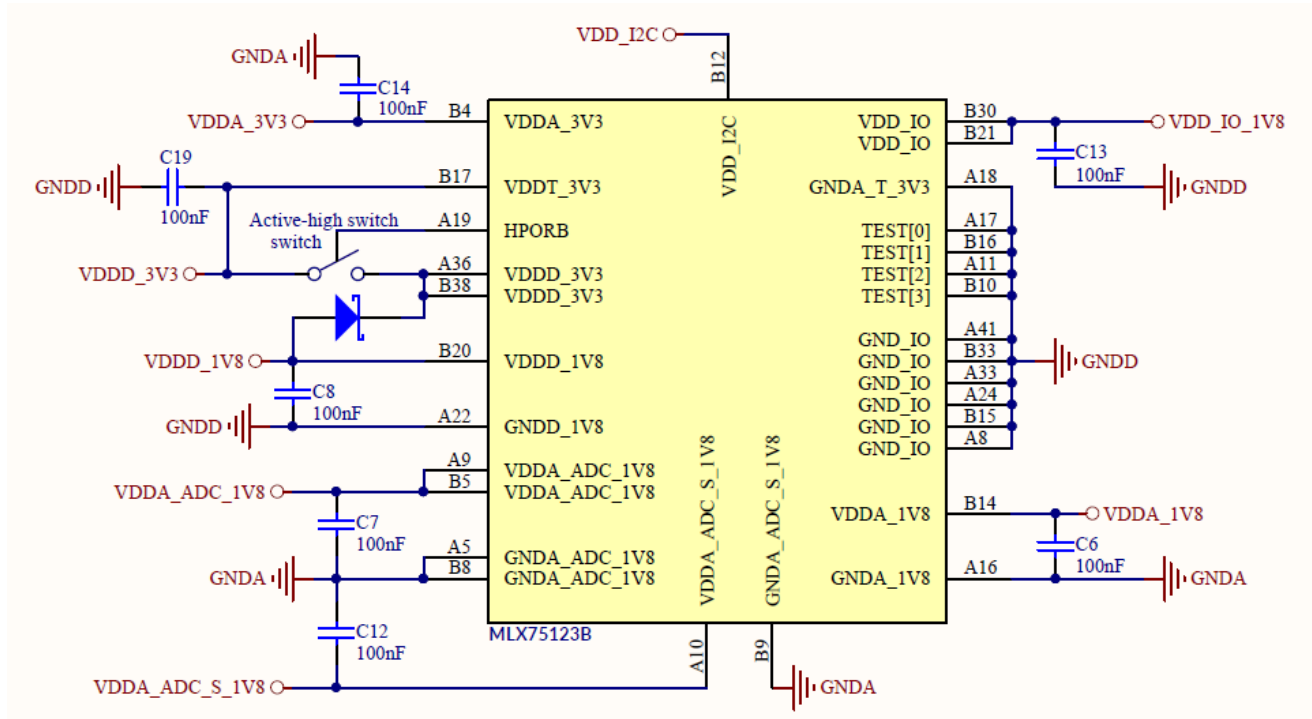 VDD_I2C
B12
VDD_I2C
GNDA
C14
100nF
VDDA_3V3
B4
VDDA_3V3
C19
GNDD
100nF
B17
VDDT_3V3
Active-high switch
switch
A19
HPORB
VDDD_3V3
A36
VDDD_3V3
B38
VDDD_3V3
VDDD_1V8
B20
VDDD_1V8
C8
100nF
GNDD
A22
GNDD_1V8
A9
VDDA_ADC_1V8
VDDA_ADC_1V8
B5
VDDA_ADC_1V8
C7
100nF
A5
GNDA_ADC_1V8
GNDA
B8
GNDA_ADC_1V8
C12
100nF
VDDA_ADC_S_1V8
MLX75123B
VDDA_ADC_S_1V8
A10
GNDA_ADC_S_1V8
B9
GNDA
VDD_IO
B30
VDD_IO_1V8
VDD_IO
B21
C13
100nF
GNDD
GNDA_T_3V3
A18
TEST[0]
A17
TEST[1]
B16
TEST[2]
A11
TEST[3]
B10
GND_IO
A41
GND_IO
B33
GNDD
GND_IO
A33
GND_IO
A24
GND_IO
B15
GND_IO
A8
VDDA_1V8
B14
VDDA_1V8
C6
100nF
GNDA_1V8
A16
GNDA